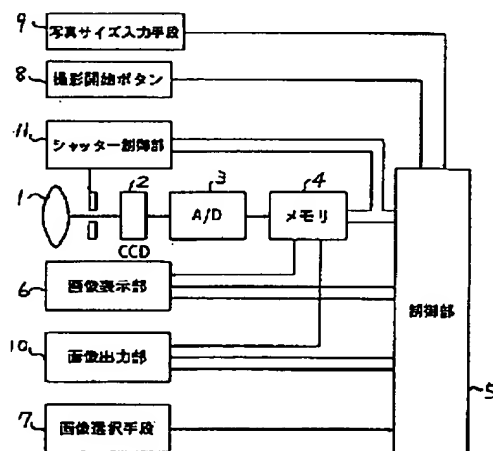 9 写真サイズ入力手段
8 撮影開始ボタン
11 シャッター制御部
1 2 3 4
A/D メモリ
CCD
6 画像表示部
制御部
10 画像出力部
5
7 画像選択手段